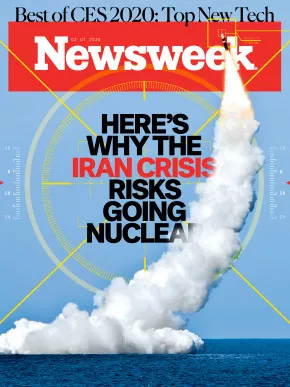 Best of CES 2020: Top New Tech
Newsweek
HERE'S
WHY THE
IRAN CRISIS
RISKS
GOING
NUCLEAR